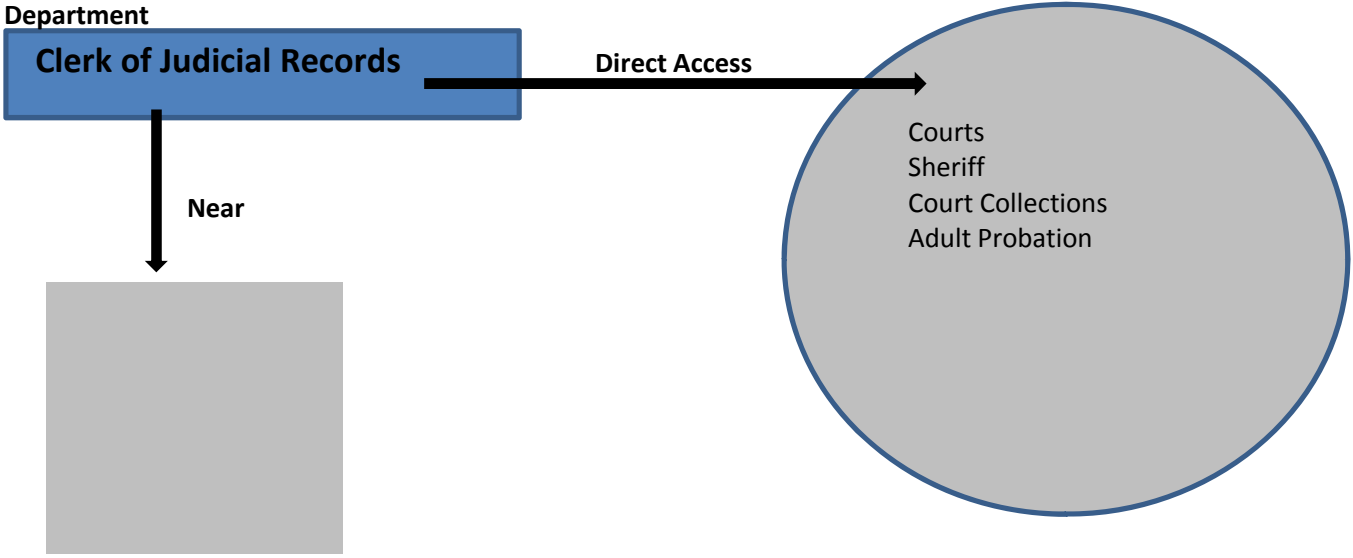 Department
Clerk of Judicial Records
Direct Access
Courts
Sheriff
Court Collections
Adult Probation
Near